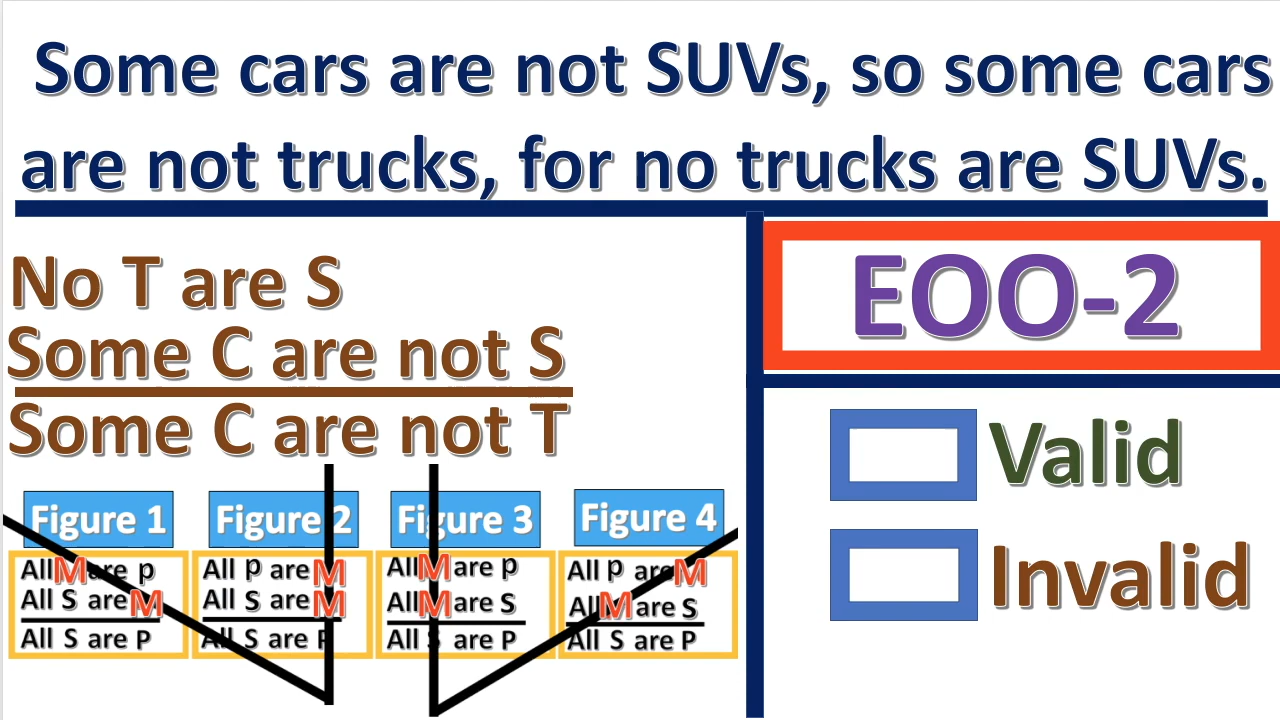 Some cars are not SUVs, so some cars
are not trucks, for no trucks are SUVs.
No T are S
Some C are not S
Some C are not T
EOO-2
Valid
Invalid
Figure 1
All M are p
All S are M
All S are P
Figure 2
All P are M
All S are M
All S are P
Figure 3
All M are P
All M are S
All S are P
Figure 4
All P are M
All M are S
All S are P